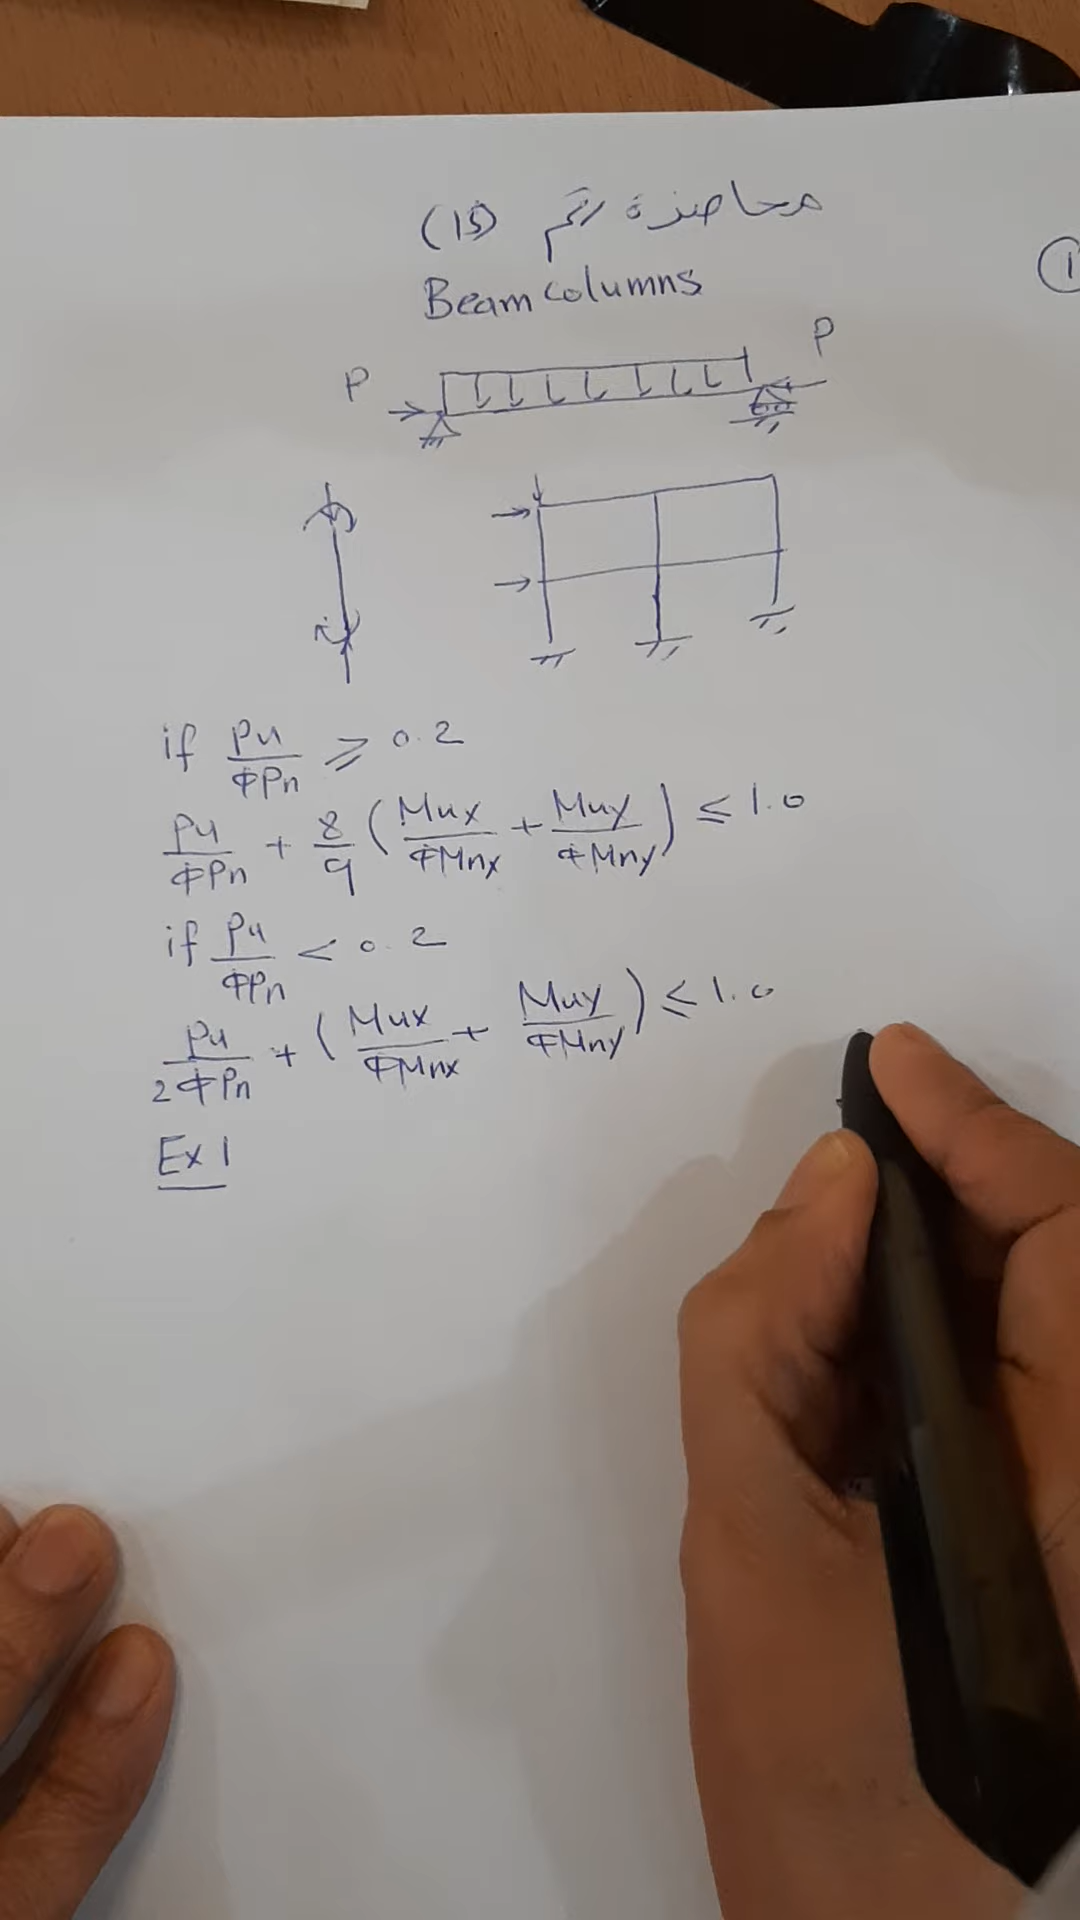 محاضرة رقم (15)
①
Beam columns
P
P
if Pu/ΦPn ≥ 0.2
Pu/ΦPn + 8/9 (Mux/ΦMnx + Muy/ΦMny) ≤ 1.0
if Pu/ΦPn < 0.2
Pu/2ΦPn + (Mux/ΦMnx + Muy/ΦMny) ≤ 1.0
Ex 1